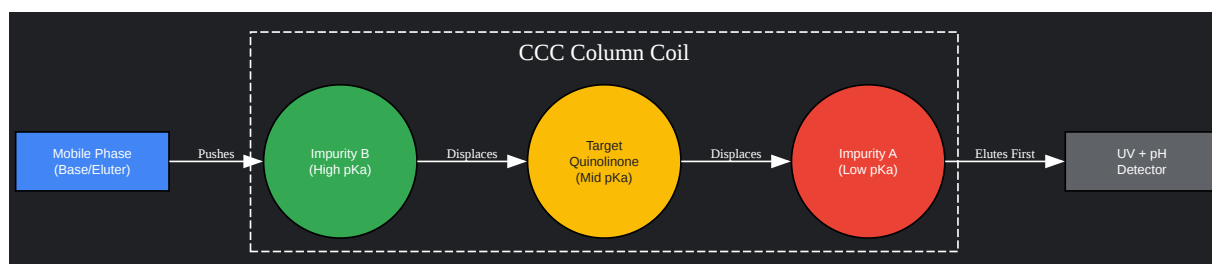 CCC Column Coil
Mobile Phase
(Base/Eluter)
Pushes
Impurity B
(High pKa)
Displaces
Target
Quinolinone
(Mid pKa)
Displaces
Impurity A
(Low pKa)
Elutes First
UV + pH
Detector